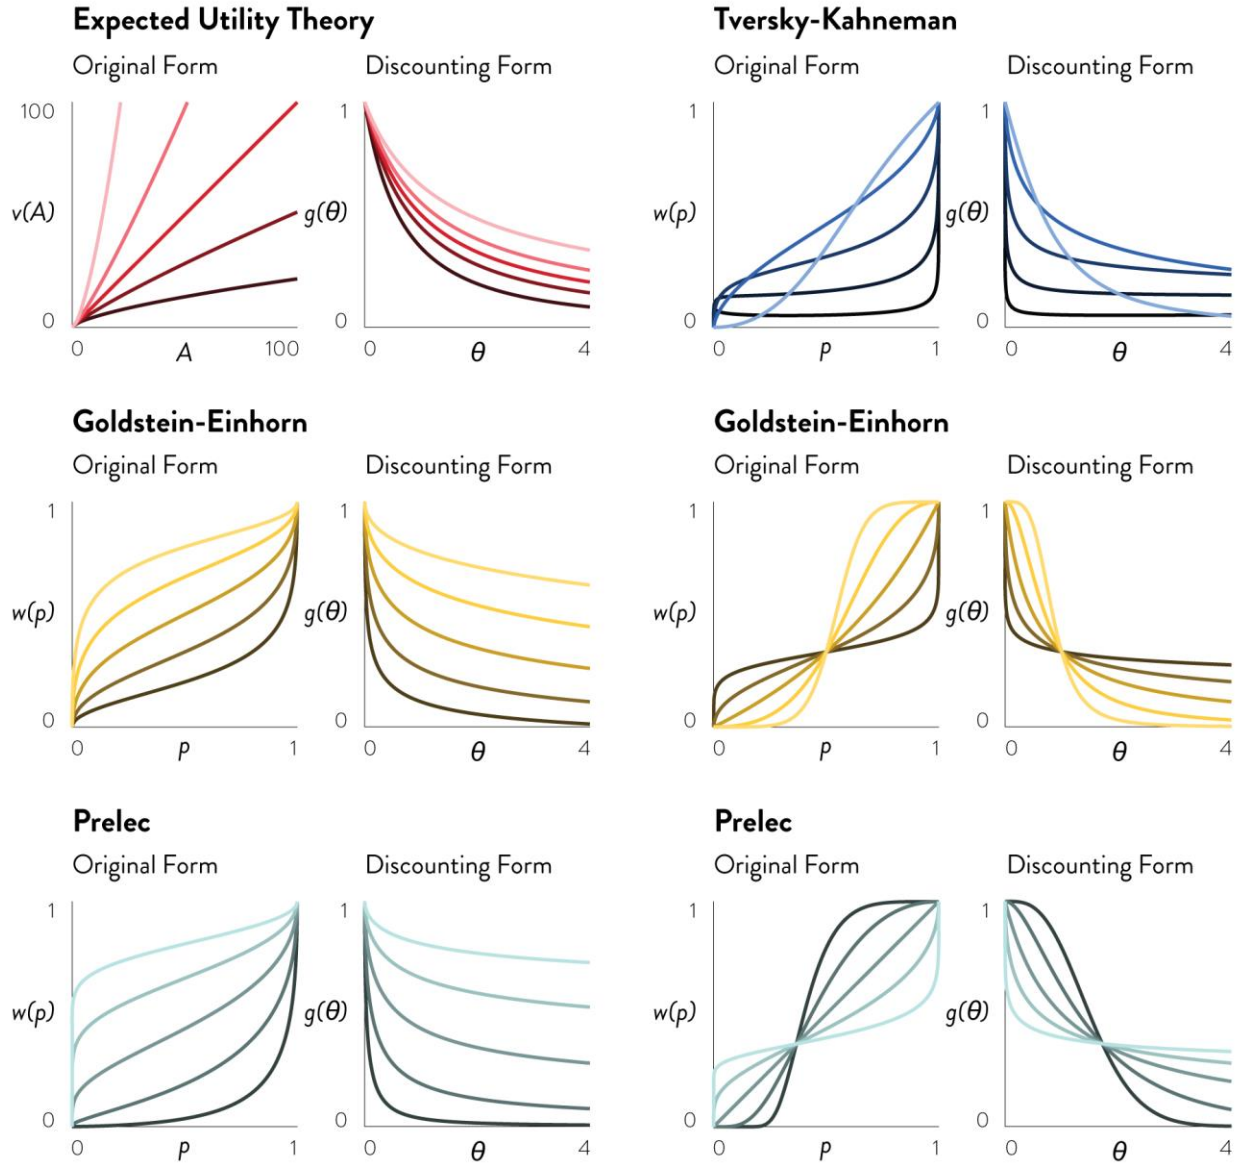 Expected Utility Theory
Original Form
Discounting Form
100
v(A)
0
0
A
100
1
g(θ)
0
0
θ
4
Tversky-Kahneman
Original Form
Discounting Form
1
w(p)
0
0
p
1
1
g(θ)
0
0
θ
4
Goldstein-Einhorn
Original Form
Discounting Form
1
w(p)
0
0
p
1
1
g(θ)
0
0
θ
4
Goldstein-Einhorn
Original Form
Discounting Form
1
w(p)
0
0
p
1
1
g(θ)
0
0
θ
4
Prelec
Original Form
Discounting Form
1
w(p)
0
0
p
1
1
g(θ)
0
0
θ
4
Prelec
Original Form
Discounting Form
1
w(p)
0
0
p
1
1
g(θ)
0
0
θ
4